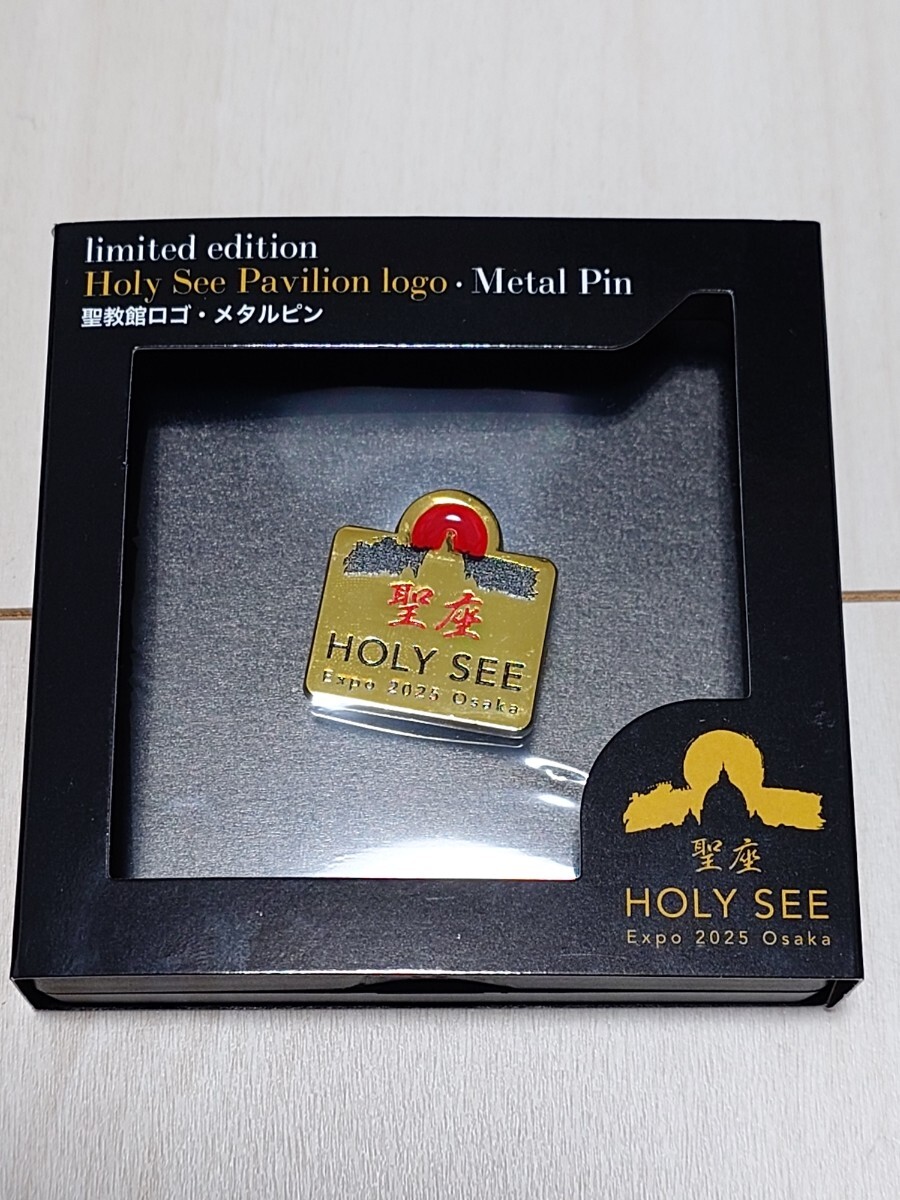 limited edition
Holy See Pavilion logo · Metal Pin
聖教館ロゴ・メタルピン
聖座
HOLY SEE
Expo 2025 Osaka
聖座
HOLY SEE
Expo 2025 Osaka